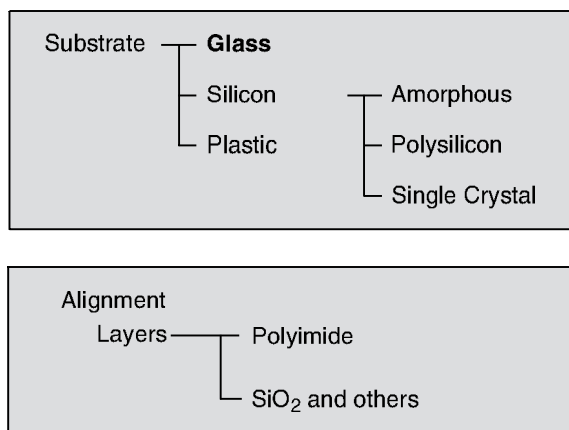 Substrate Glass
Silicon Amorphous
Plastic Polysilicon
Single Crystal
Alignment
Layers Polyimide
SiO₂ and others